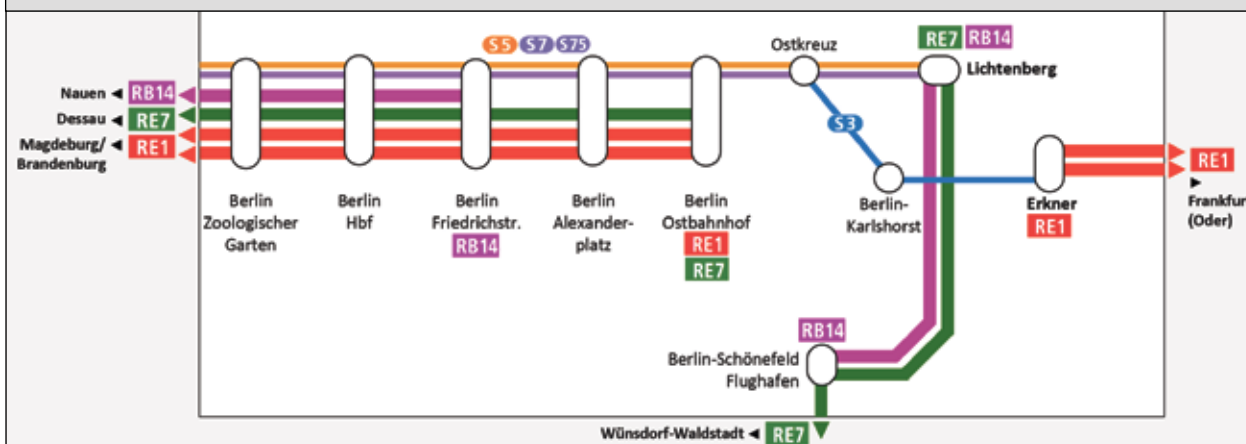 S5 S7 S75
Ostkreuz
RE7 RB14
Lichtenberg
Nauen ◄ RB14
Dessau ◄ RE7
Magdeburg/ ◄ RE1
Brandenburg
S3
RE1
►
Frankfur
(Oder)
Berlin
Zoologischer
Garten
Berlin
Hbf
Berlin
Friedrichstr.
RB14
Berlin
Alexander-
platz
Berlin
Ostbahnhof
RE1
RE7
Berlin-
Karlshorst
Erkner
RE1
RB14
Berlin-Schönefeld
Flughafen
Wünsdorf-Waldstadt ◄ RE7